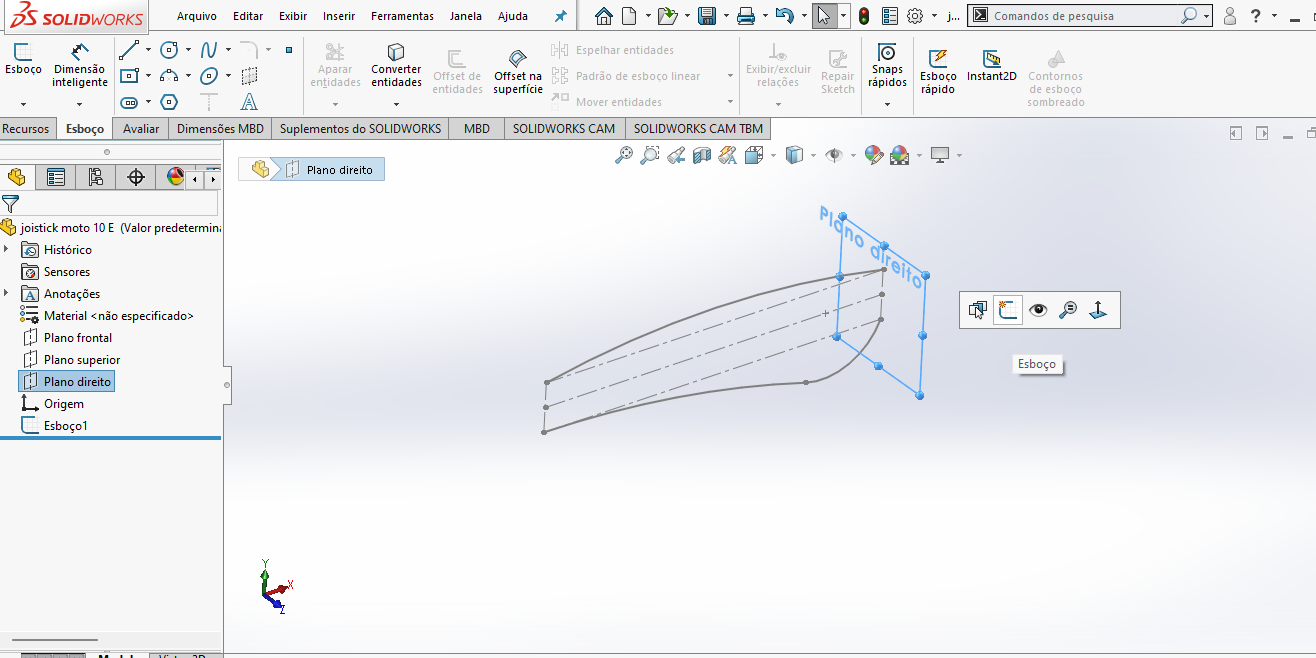 SOLIDWORKS
Arquivo Editar Exibir Inserir Ferramentas Janela Ajuda
j... Comandos de pesquisa ?
Esboço
Dimensão
inteligente
Aparar
entidades
Converter
entidades
Offset de
entidades
Offset na
superfície
Espelhar entidades
Padrão de esboço linear
Mover entidades
Exibir/excluir
relações
Repair
Sketch
Snaps
rápidos
Esboço
rápido
Instant2D
Contornos
de esboço
sombreado
Recursos Esboço Avaliar Dimensões MBD Suplementos do SOLIDWORKS MBD SOLIDWORKS CAM SOLIDWORKS CAM TBM
Plano direito
joistick moto 10 E (Valor predetermin
Histórico
Sensores
Anotações
Material <não especificado>
Plano frontal
Plano superior
Plano direito
Origem
Esboço1
Plano direito
Esboço
Y
X
Z